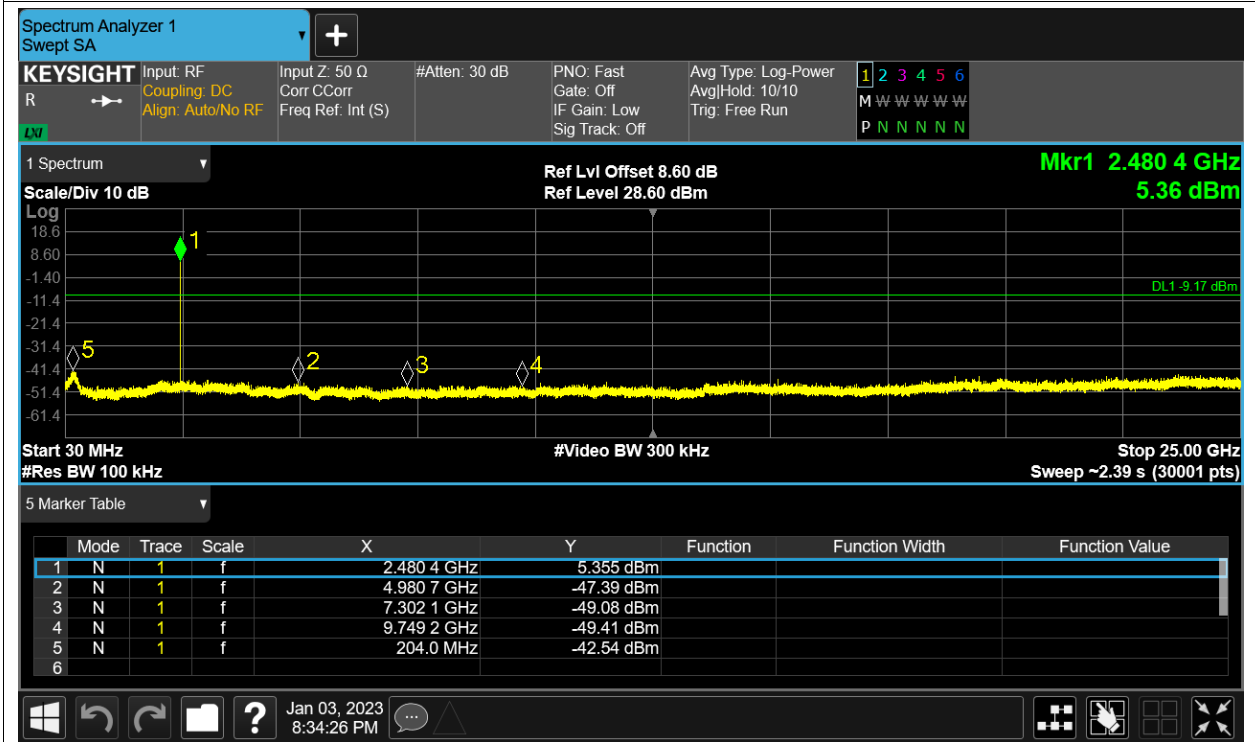 Spectrum Analyzer 1
Swept SA
+
KEYSIGHT
R
LXI
Input: RF
Coupling: DC
Align: Auto/No RF
Input Z: 50 Ω
Corr CCorr
Freq Ref: Int (S)
#Atten: 30 dB
PNO: Fast
Gate: Off
IF Gain: Low
Sig Track: Off
Avg Type: Log-Power
Avg|Hold: 10/10
Trig: Free Run
1 2 3 4 5 6
M W W W W W
P N N N N N
1 Spectrum
Scale/Div 10 dB
Ref Lvl Offset 8.60 dB
Ref Level 28.60 dBm
Mkr1 2.480 4 GHz
5.36 dBm
Log
18.6
8.60
-1.40
-11.4
-21.4
-31.4
-41.4
-51.4
-61.4
1
DL1 -9.17 dBm
5
2
3
4
Start 30 MHz
#Video BW 300 kHz
Stop 25.00 GHz
#Res BW 100 kHz
Sweep ~2.39 s (30001 pts)
5 Marker Table
Mode Trace Scale X Y Function Function Width Function Value
1 N 1 f 2.480 4 GHz 5.355 dBm
2 N 1 f 4.980 7 GHz -47.39 dBm
3 N 1 f 7.302 1 GHz -49.08 dBm
4 N 1 f 9.749 2 GHz -49.41 dBm
5 N 1 f 204.0 MHz -42.54 dBm
6
?
Jan 03, 2023
8:34:26 PM